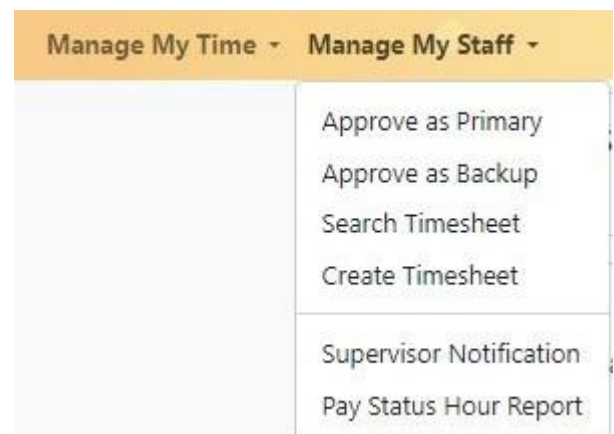 Manage My Time Manage My Staff
Approve as Primary
Approve as Backup
Search Timesheet
Create Timesheet
Supervisor Notification
Pay Status Hour Report